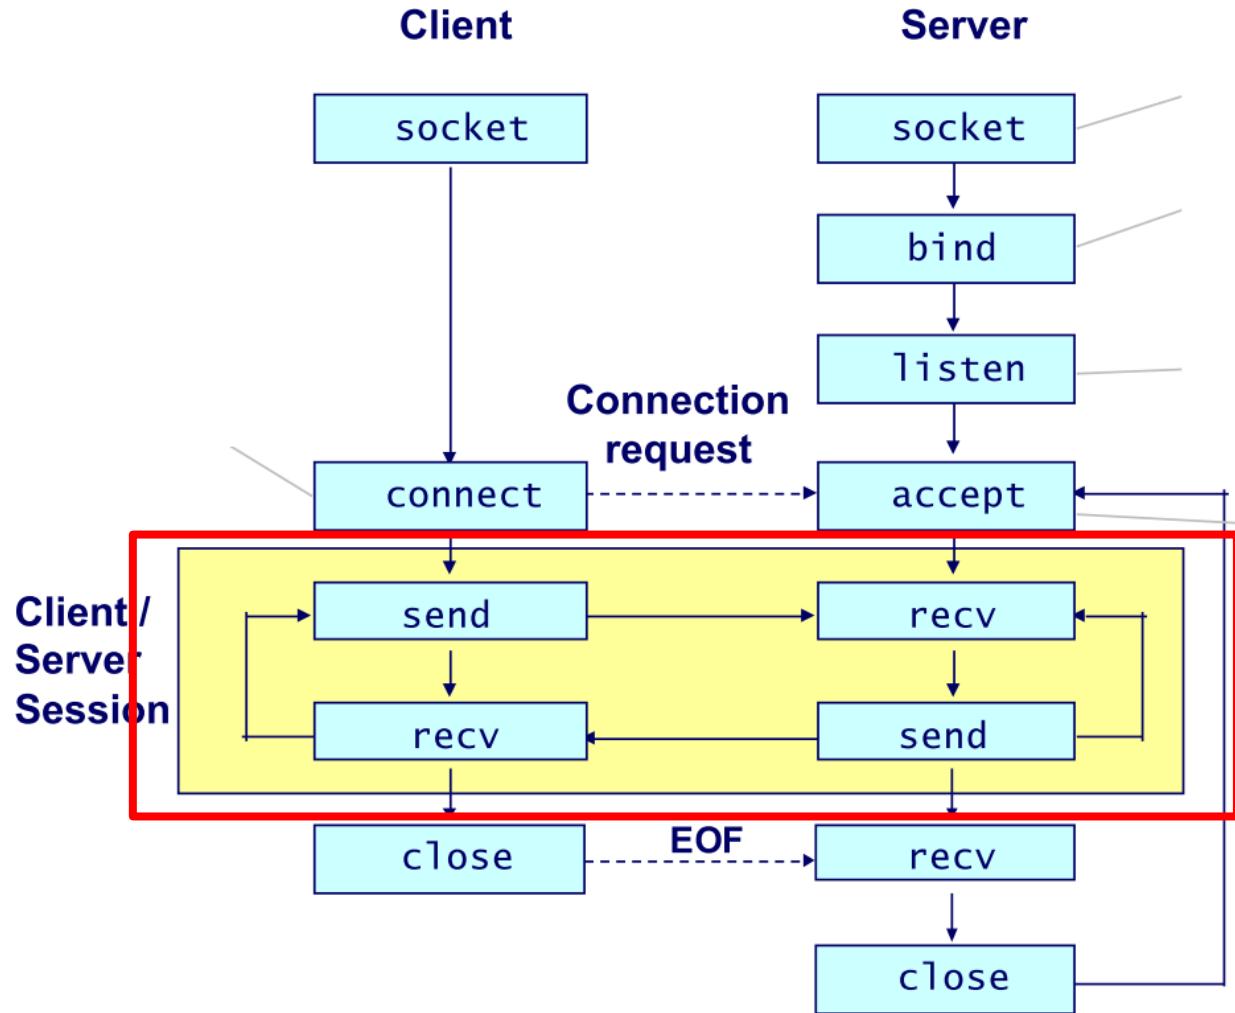 Client
Server
socket
socket
bind
listen
Connection
request
connect
accept
Client /
Server
Session
send
recv
recv
send
close
EOF
recv
close